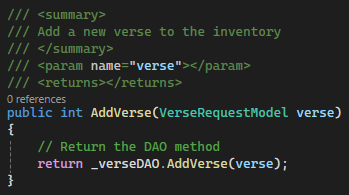 /// <summary>
/// Add a new verse to the inventory
/// </summary>
/// <param name="verse"></param>
/// <returns></returns>
0 references
public int AddVerse(VerseRequestModel verse)
{
    // Return the DAO method
    return _verseDAO.AddVerse(verse);
}